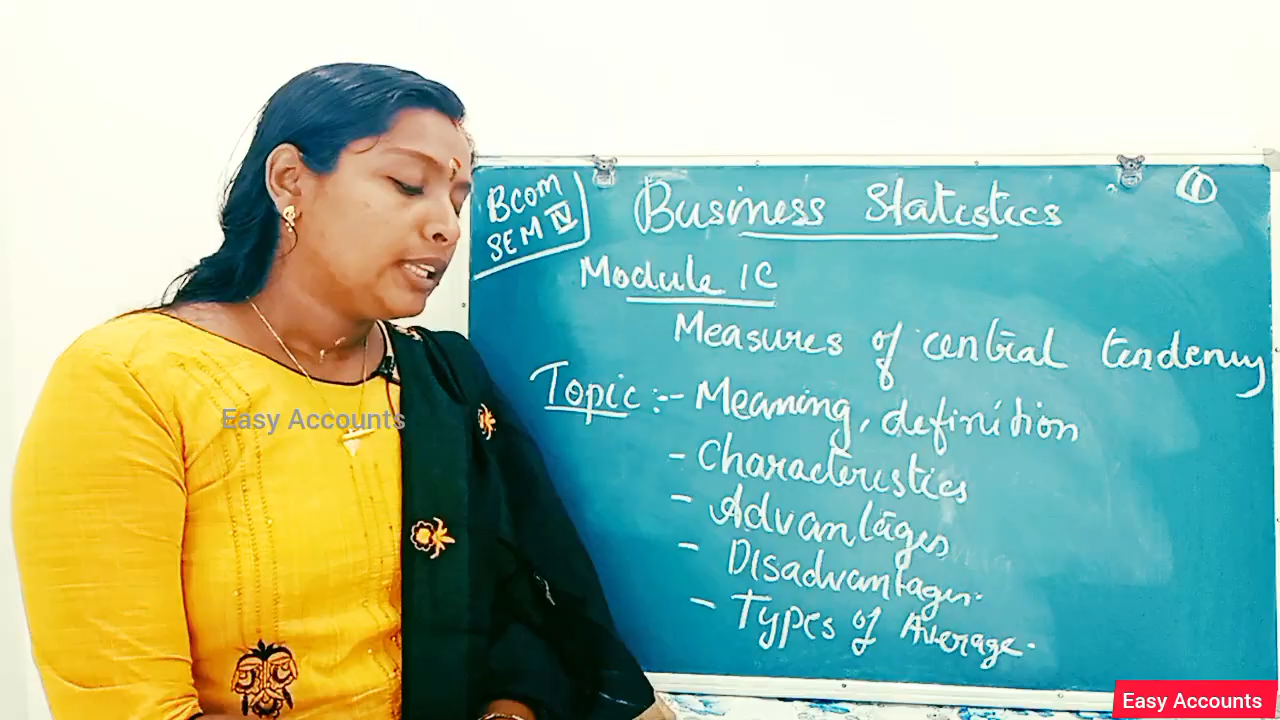 BCOM
SEM IV
Business Statistics
1
Module 1C
Measures of central tendency
Topic :- Meaning, definition
- Characteristics
- Advantages
- Disadvantages.
- Types of Average.
Easy Accounts
Easy Accounts